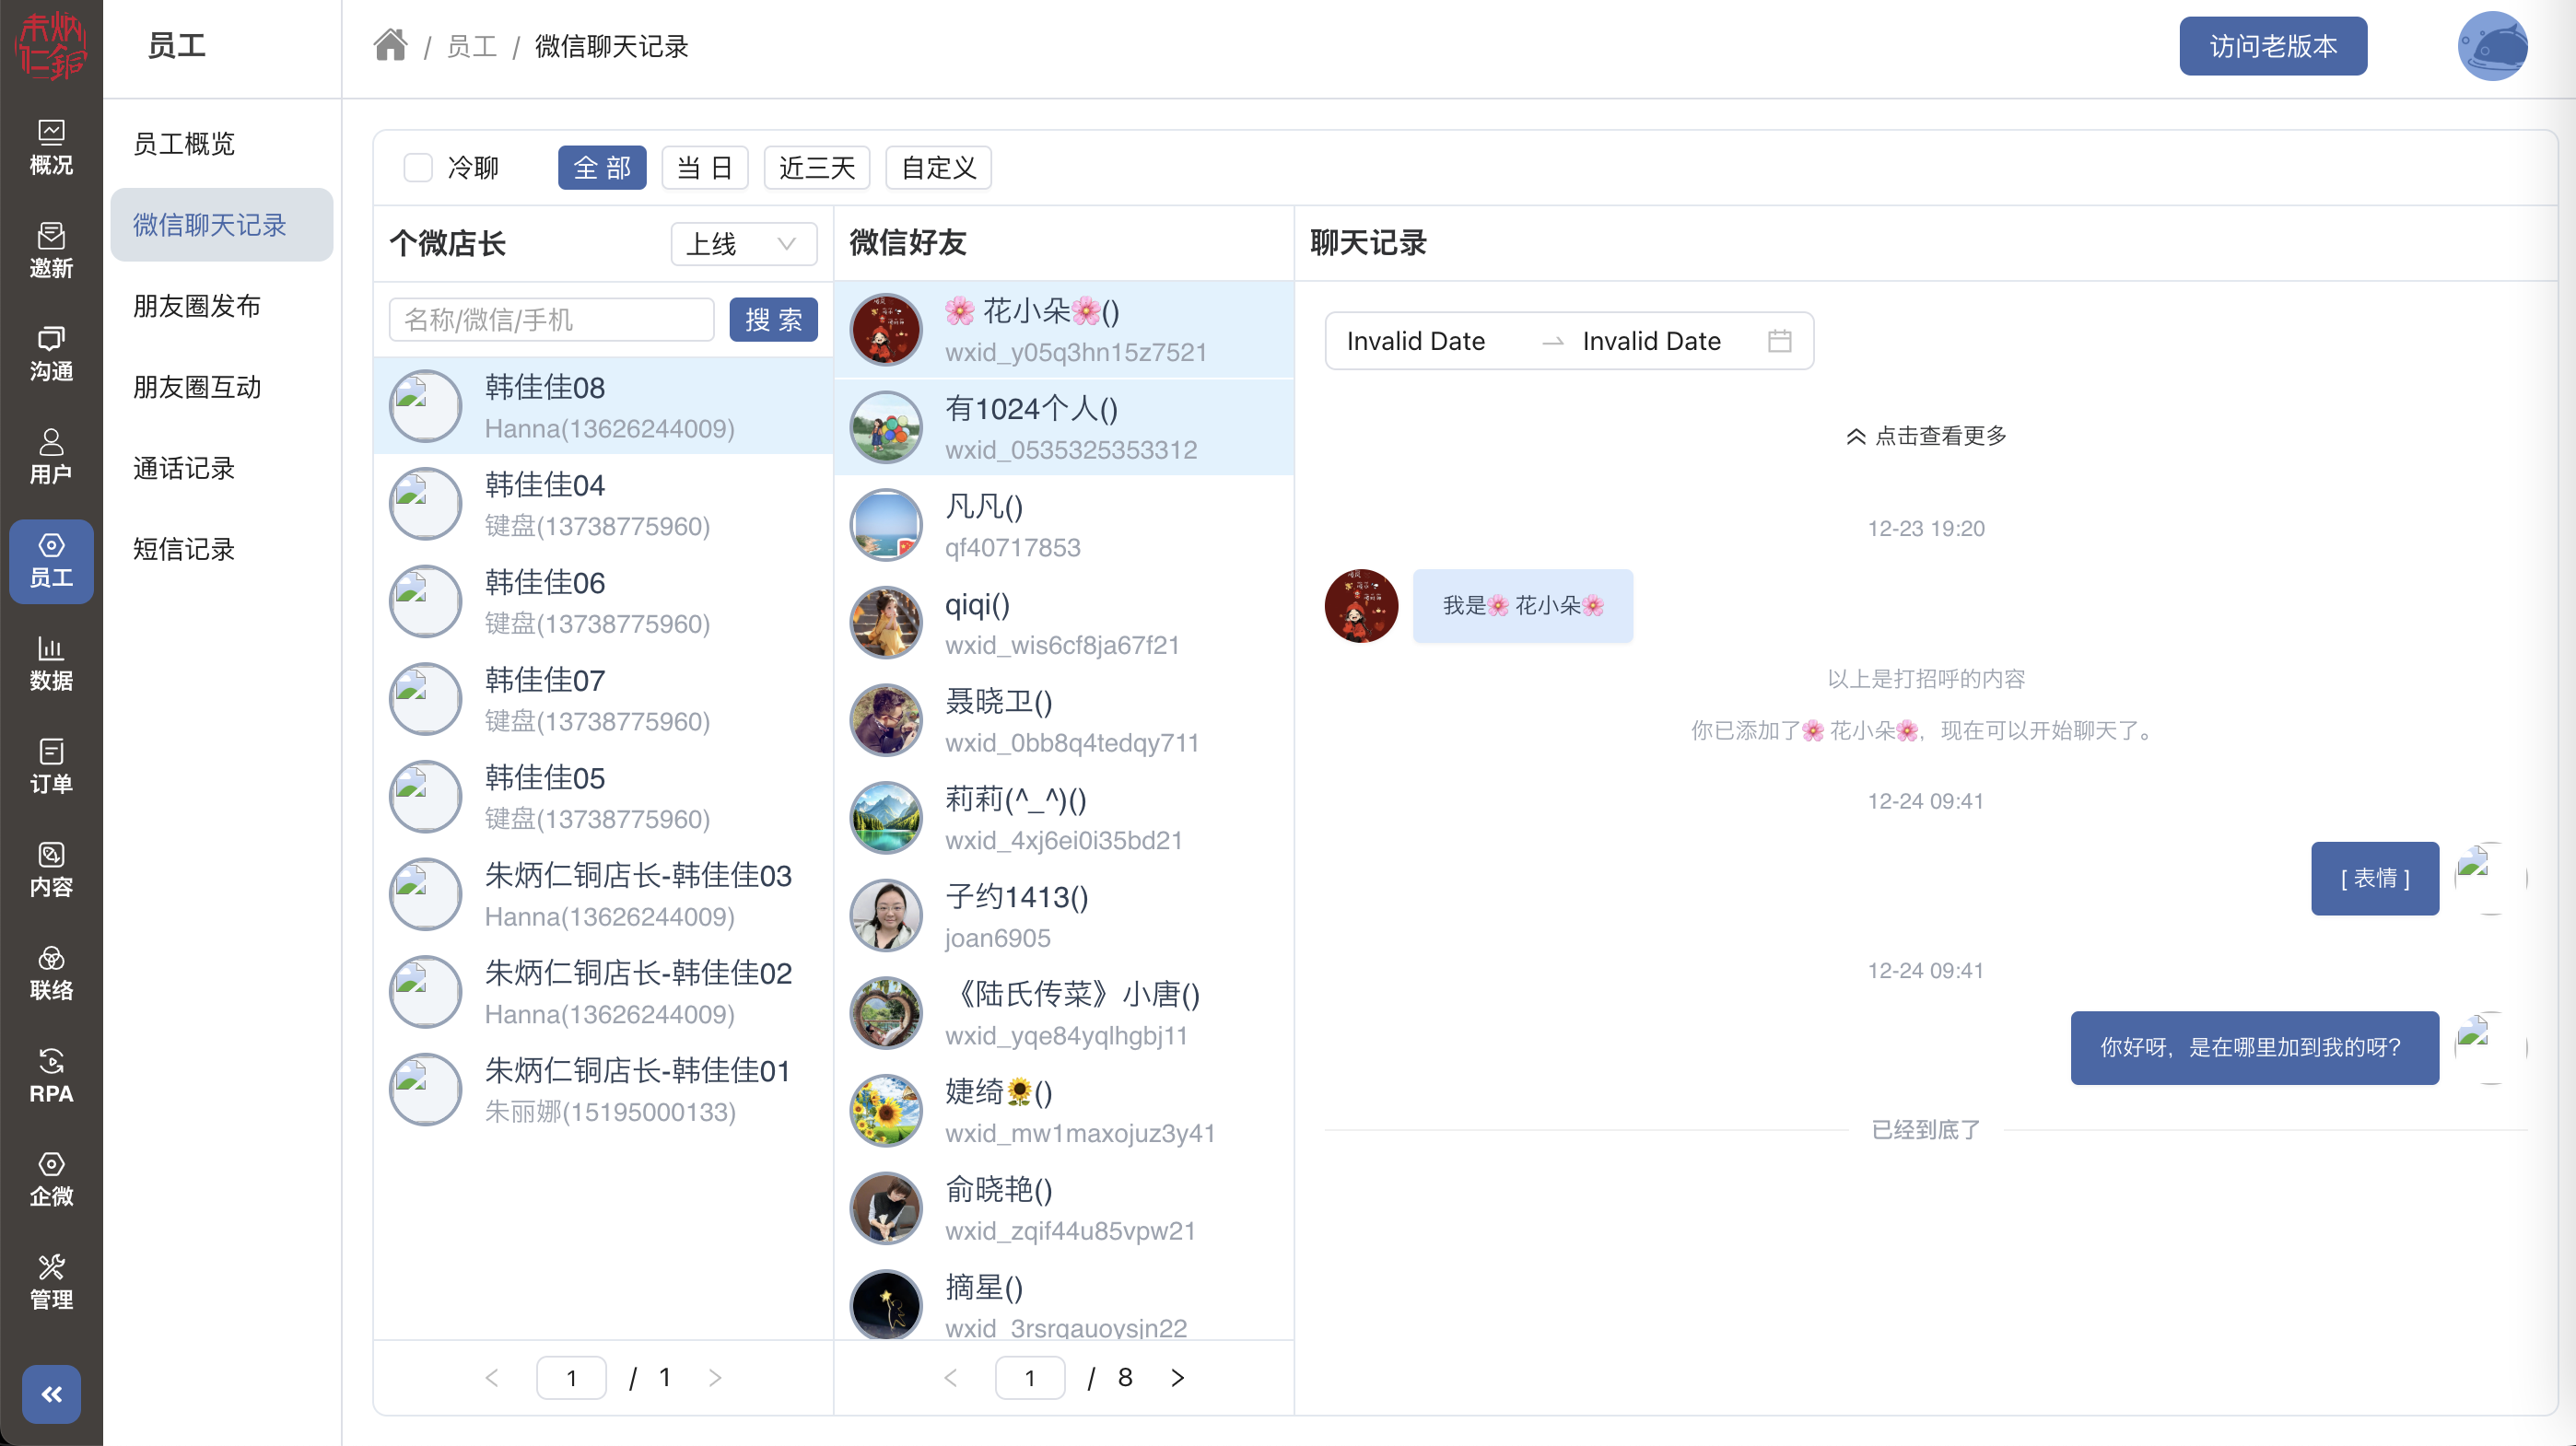 朱炳
仁銅
概况
邀新
沟通
用户
员工
数据
订单
内容
联络
RPA
企微
管理
员工
员工概览
微信聊天记录
朋友圈发布
朋友圈互动
通话记录
短信记录
/ 员工 / 微信聊天记录
访问老版本
冷聊 全 部 当 日 近三天 自定义
个微店长 上线
名称/微信/手机 搜 索
韩佳佳08
Hanna(13626244009)
韩佳佳04
键盘(13738775960)
韩佳佳06
键盘(13738775960)
韩佳佳07
键盘(13738775960)
韩佳佳05
键盘(13738775960)
朱炳仁铜店长-韩佳佳03
Hanna(13626244009)
朱炳仁铜店长-韩佳佳02
Hanna(13626244009)
朱炳仁铜店长-韩佳佳01
朱丽娜(15195000133)
1 / 1
微信好友
🌸 花小朵🌸()
wxid_y05q3hn15z7521
有1024个人()
wxid_0535325353312
凡凡()
qf40717853
qiqi()
wxid_wis6cf8ja67f21
聂晓卫()
wxid_0bb8q4tedqy711
莉莉(^_^)()
wxid_4xj6ei0i35bd21
子约1413()
joan6905
《陆氏传菜》小唐()
wxid_yqe84yqlhgbj11
婕绮🌻()
wxid_mw1maxojuz3y41
俞晓艳()
wxid_zqif44u85vpw21
摘星()
wxid_3rsrqauoysjn22
1 / 8
聊天记录
Invalid Date → Invalid Date
点击查看更多
12-23 19:20
我是🌸 花小朵🌸
以上是打招呼的内容
你已添加了🌸 花小朵🌸，现在可以开始聊天了。
12-24 09:41
[ 表情 ]
12-24 09:41
你好呀，是在哪里加到我的呀？
已经到底了